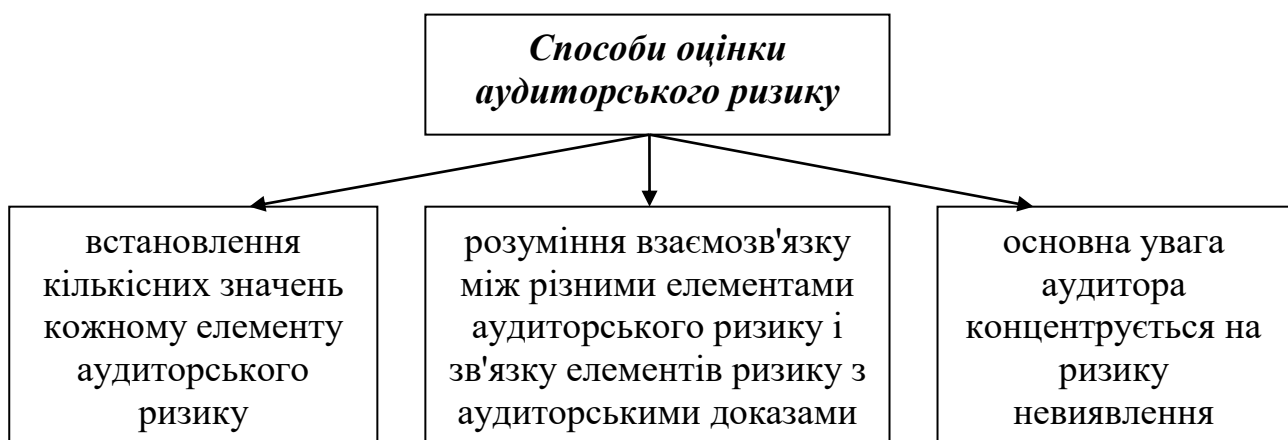 Способи оцінки
аудиторського ризику
встановлення
кількісних значень
кожному елементу
аудиторського
ризику
розуміння взаємозв'язку
між різними елементами
аудиторського ризику і
зв'язку елементів ризику з
аудиторськими доказами
основна увага
аудитора
концентрується на
ризику
невиявлення